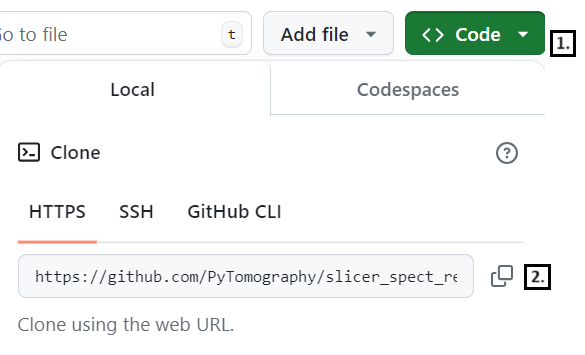 Go to file t Add file <> Code 1.
Local Codespaces
Clone
HTTPS SSH GitHub CLI
https://github.com/PyTomography/slicer_spect_re 2.
Clone using the web URL.